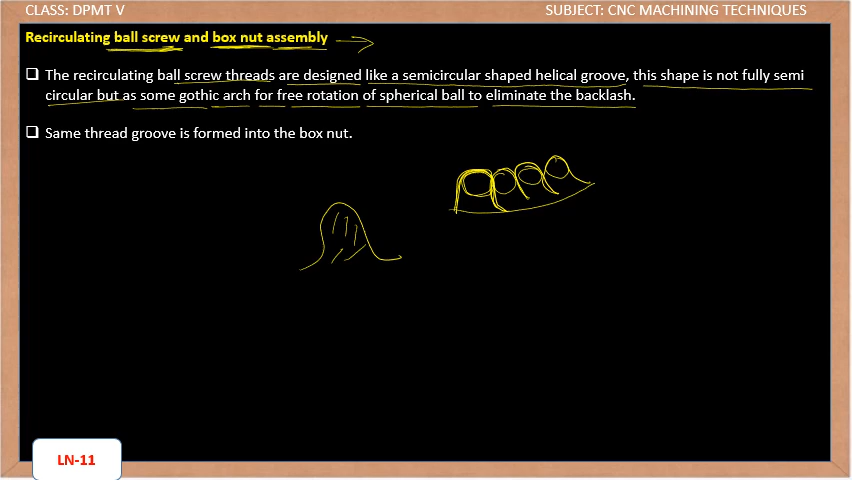 CLASS: DPMT V
SUBJECT: CNC MACHINING TECHNIQUES
Recirculating ball screw and box nut assembly
The recirculating ball screw threads are designed like a semicircular shaped helical groove, this shape is not fully semi
circular but as some gothic arch for free rotation of spherical ball to eliminate the backlash.
Same thread groove is formed into the box nut.
LN-11